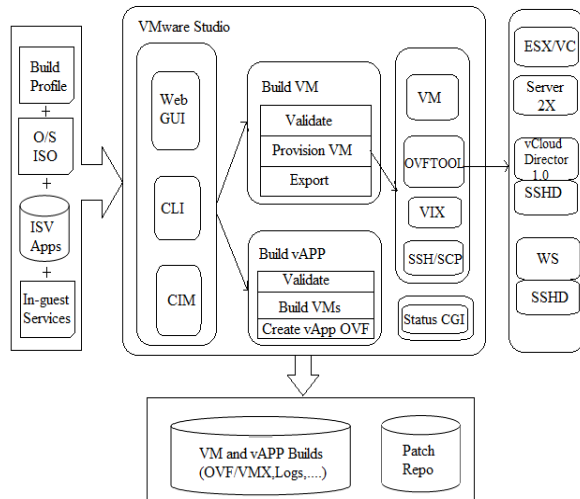 VMware Studio
Build
Profile
+
O/S
ISO
+
ISV
Apps
+
In-guest
Services
Web
GUI
CLI
CIM
Build VM
Validate
Provision VM
Export
Build vAPP
Validate
Build VMs
Create vApp OVF
VM
OVFTOOL
VIX
SSH/SCP
Status CGI
ESX/VC
Server
2X
vCloud
Director
1.0
SSHD
WS
SSHD
VM and vAPP Builds
(OVF/VMX,Logs,....)
Patch
Repo